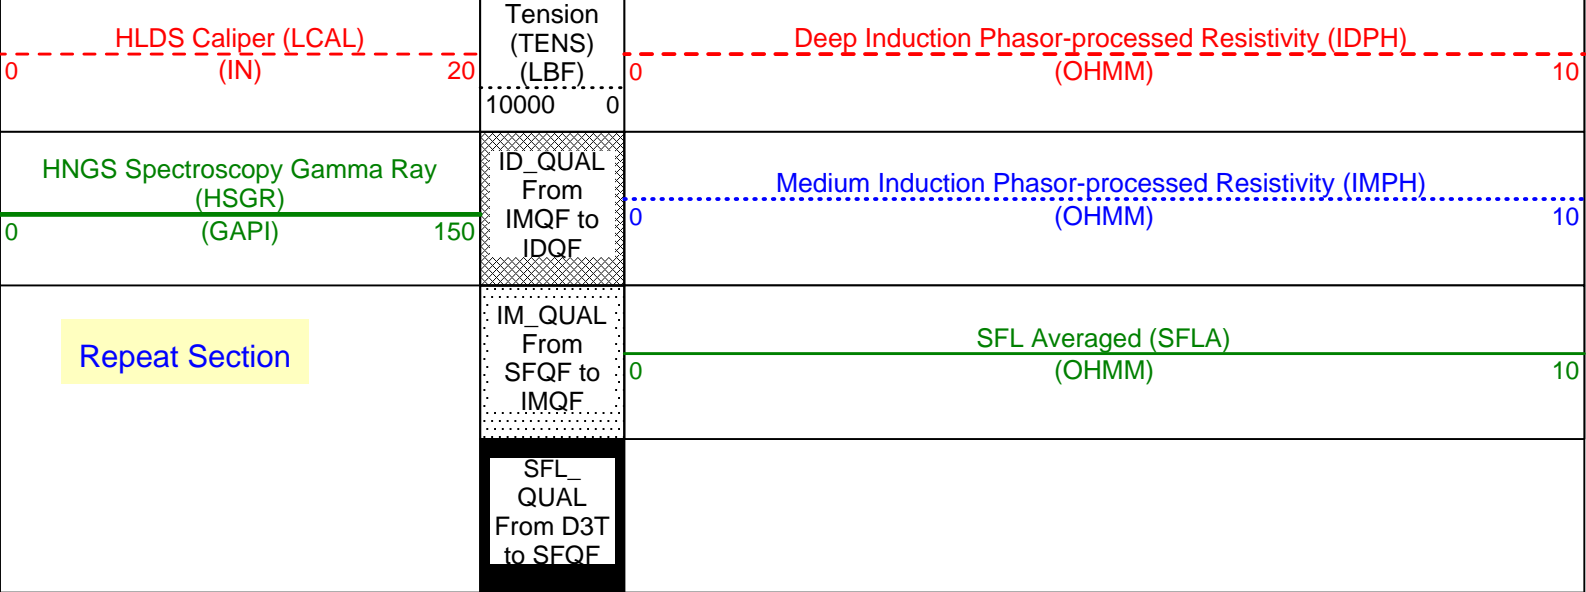 HLDS Caliper (LCAL)
0 (IN) 20
Tension
(TENS)
(LBF)
10000 0
Deep Induction Phasor-processed Resistivity (IDPH)
0 (OHMM) 10
HNGS Spectroscopy Gamma Ray
(HSGR)
0 (GAPI) 150
ID_QUAL
From
IMQF to
IDQF
Medium Induction Phasor-processed Resistivity (IMPH)
0 (OHMM) 10
Repeat Section
IM_QUAL
From
SFQF to
IMQF
SFL Averaged (SFLA)
0 (OHMM) 10
SFL_
QUAL
From D3T
to SFQF